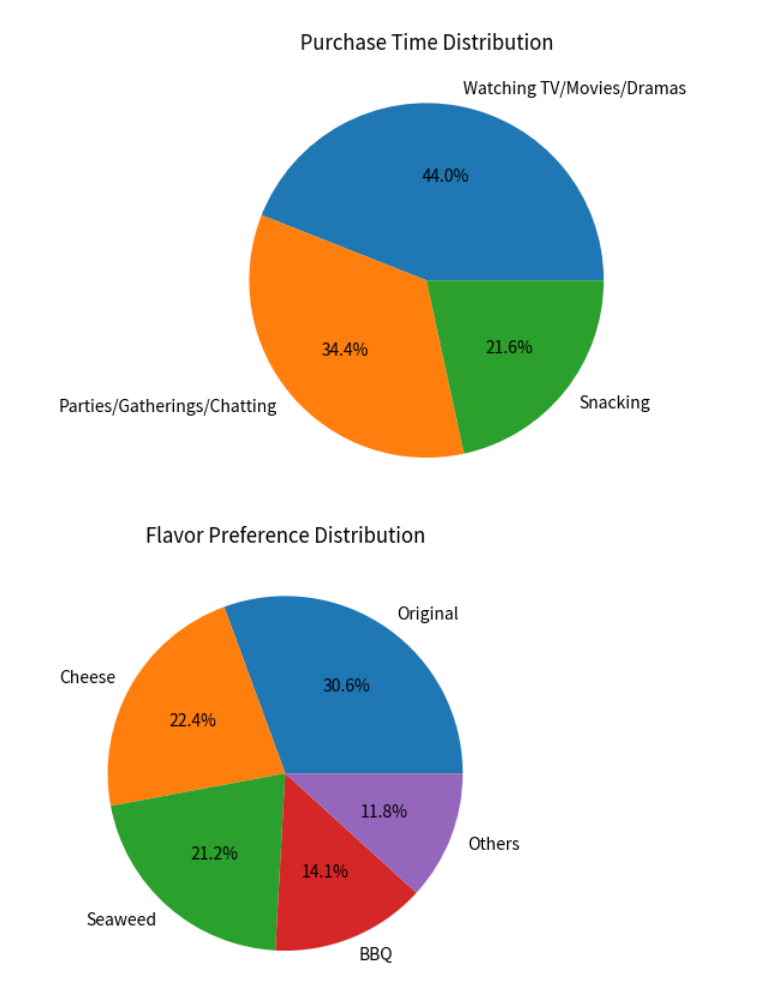 Purchase Time Distribution
Watching TV/Movies/Dramas
44.0%
34.4%
21.6%
Parties/Gatherings/Chatting
Snacking
Flavor Preference Distribution
Original
Cheese
30.6%
22.4%
11.8%
Others
21.2%
14.1%
Seaweed
BBQ